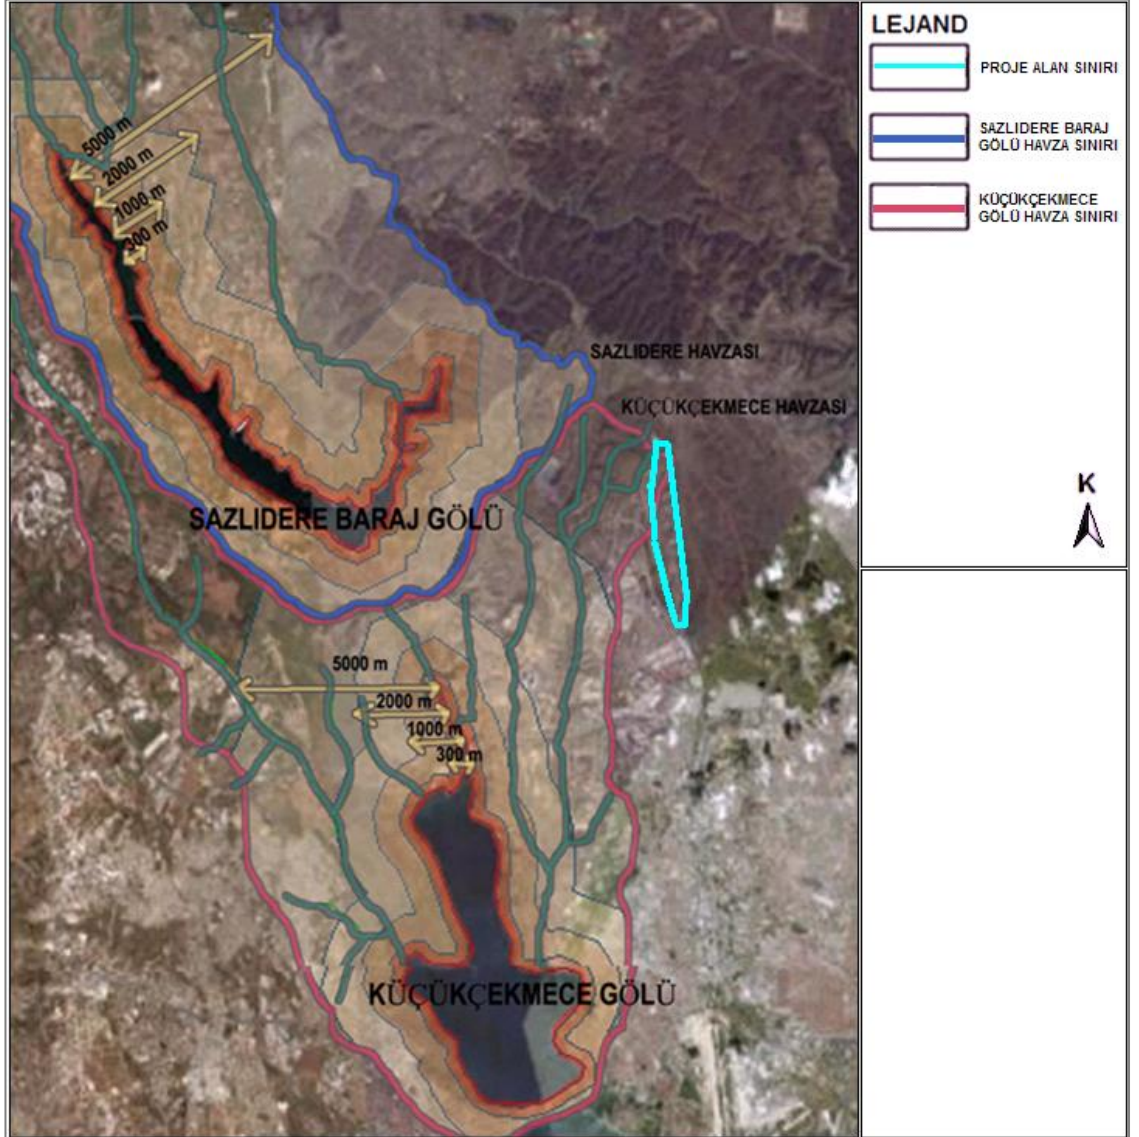 LEJAND
PROJE ALAN SINIRI
SAZLIDERE BARAJ
GÖLÜ HAVZA SINIRI
KÜÇÜKÇEKMECE
GÖLÜ HAVZA SINIRI
K
5000 m
2000 m
1000 m
300 m
SAZLIDERE HAVZASI
KÜÇÜKÇEKMECE HAVZASI
SAZLIDERE BARAJ GÖLÜ
5000 m
2000 m
1000 m
300 m
KÜÇÜKÇEKMECE GÖLÜ